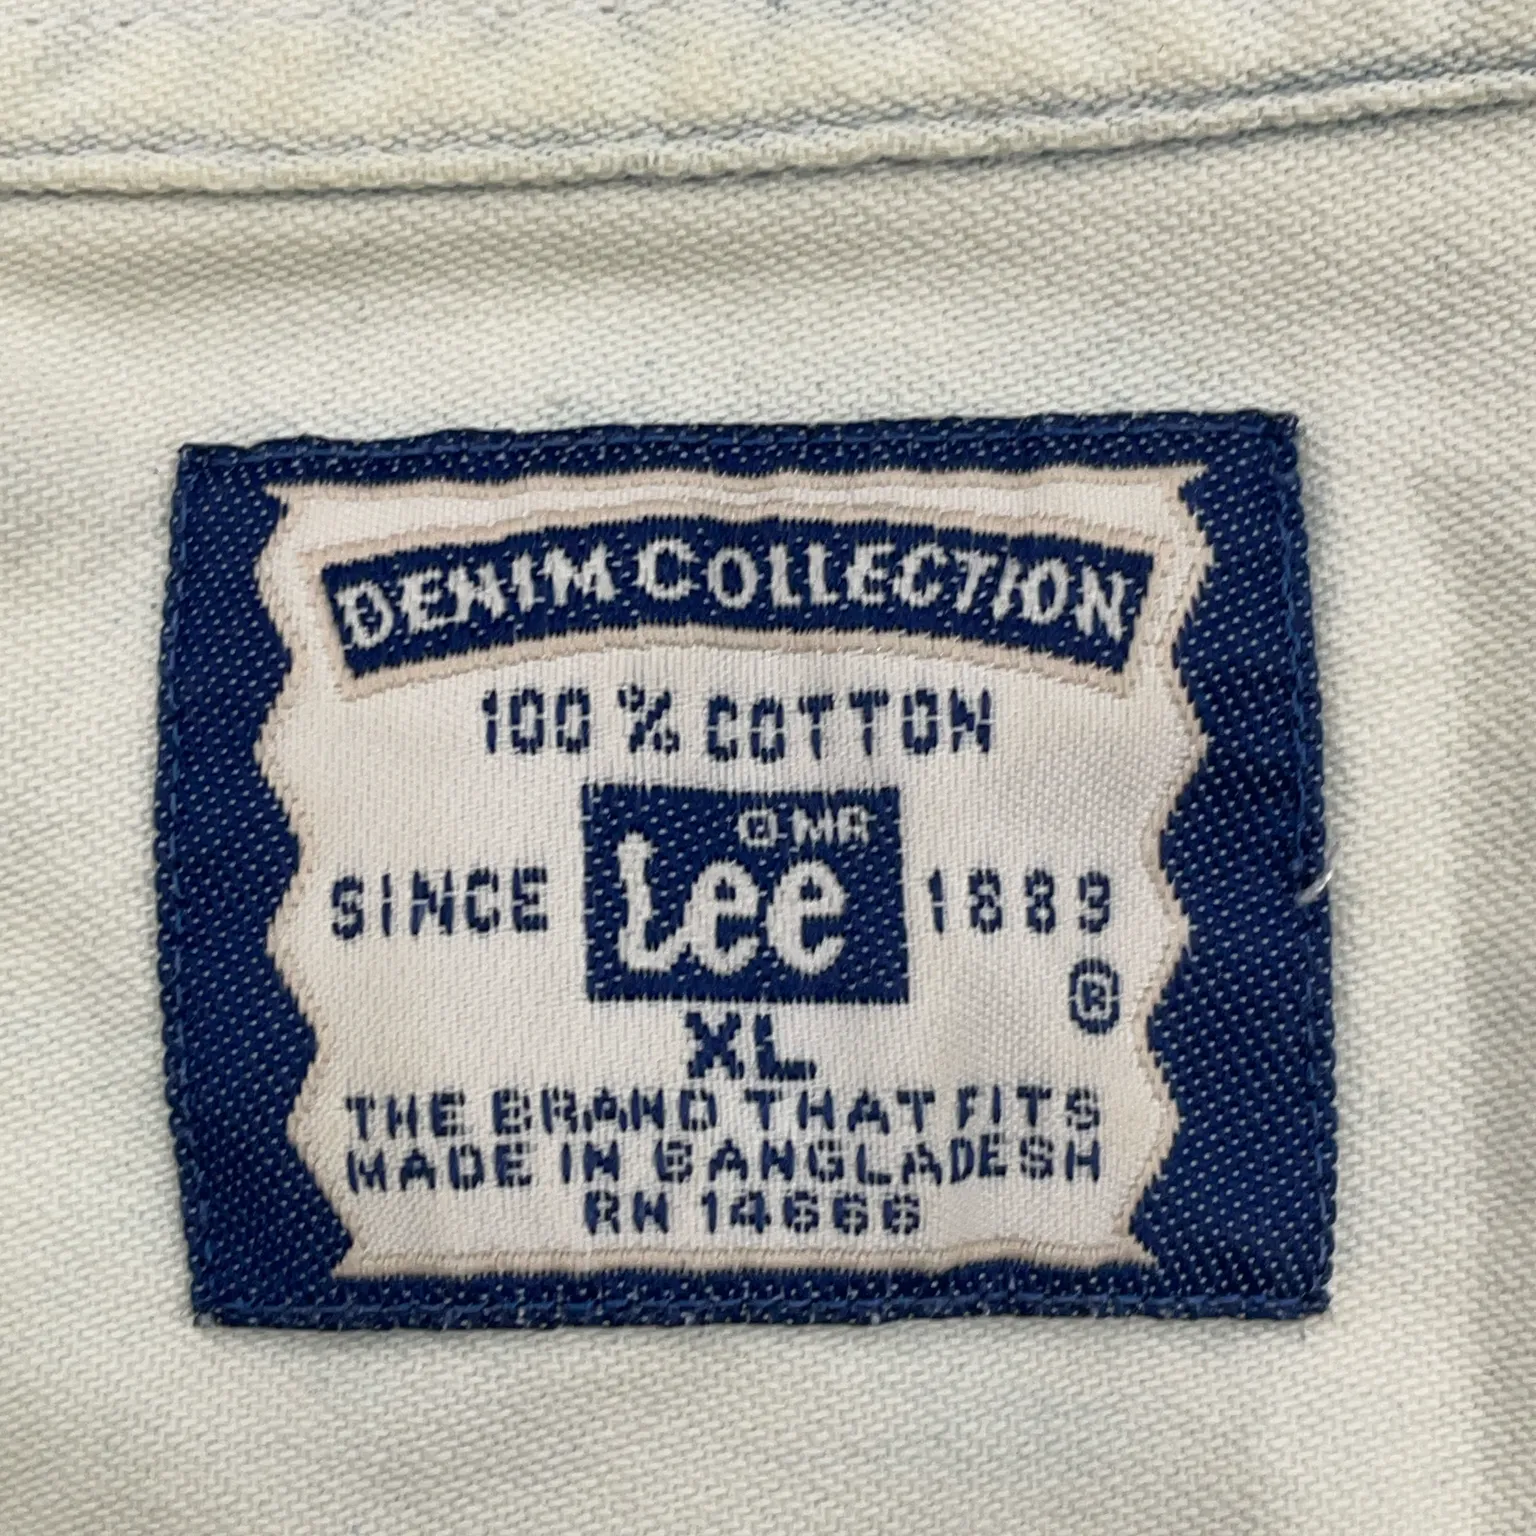 DENIM COLLECTION
100 % COTTON
SINCE Lee ® MR 1889 ®
XL
THE BRAND THAT FITS
MADE IN BANGLADESH
RN 14666